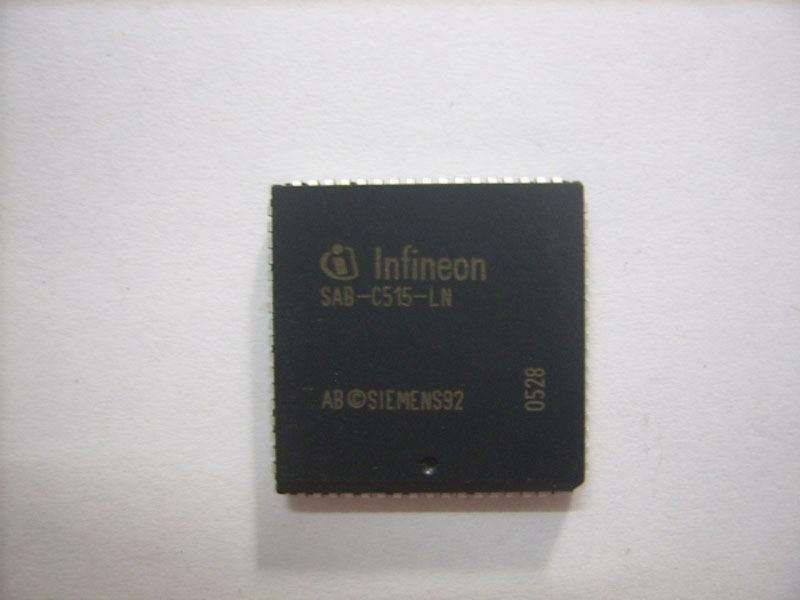 Infineon
SAB-C515-LN
AB©SIEMENS92
0528